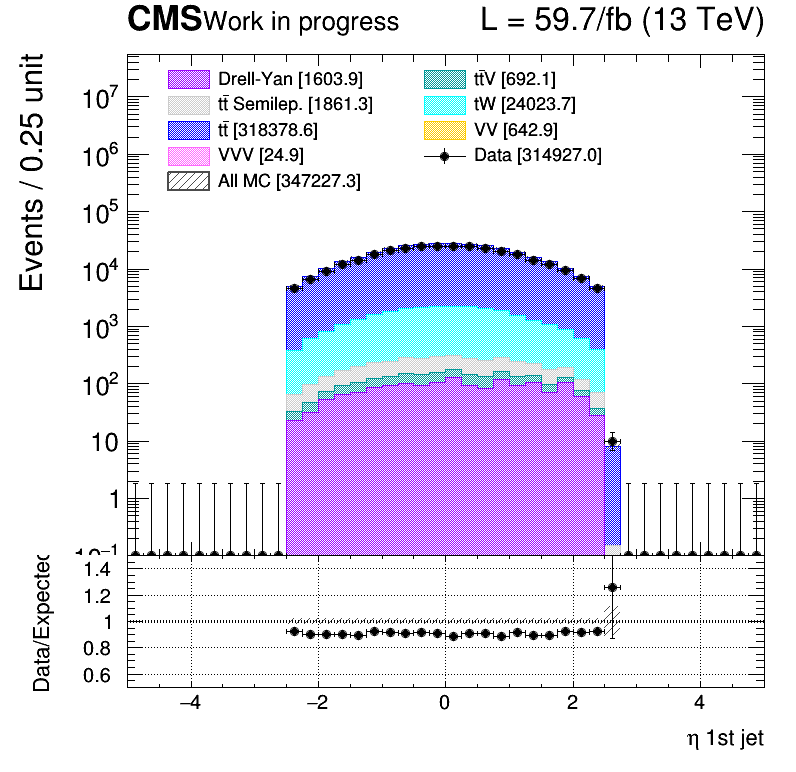 CMS Work in progress L = 59.7/fb (13 TeV)
Events / 0.25 unit
Drell-Yan [1603.9]
tt̄ Semilep. [1861.3]
tt̄ [318378.6]
VVV [24.9]
All MC [347227.3]
tt̄V [692.1]
tW [24023.7]
VV [642.9]
Data [314927.0]
10⁷
10⁶
10⁵
10⁴
10³
10²
10
1
10⁻¹
Data/Expected
1.4
1.2
1
0.8
0.6
−4 −2 0 2 4
η 1st jet